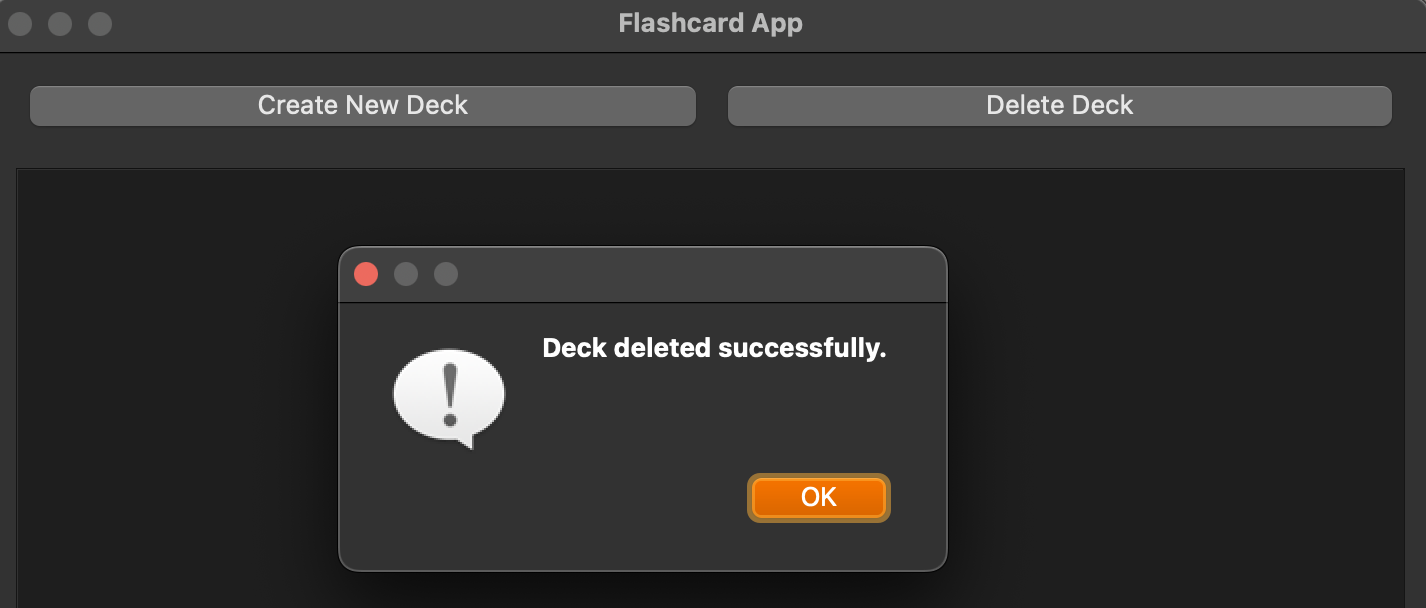 Flashcard App
Create New Deck
Delete Deck
Deck deleted successfully.
OK